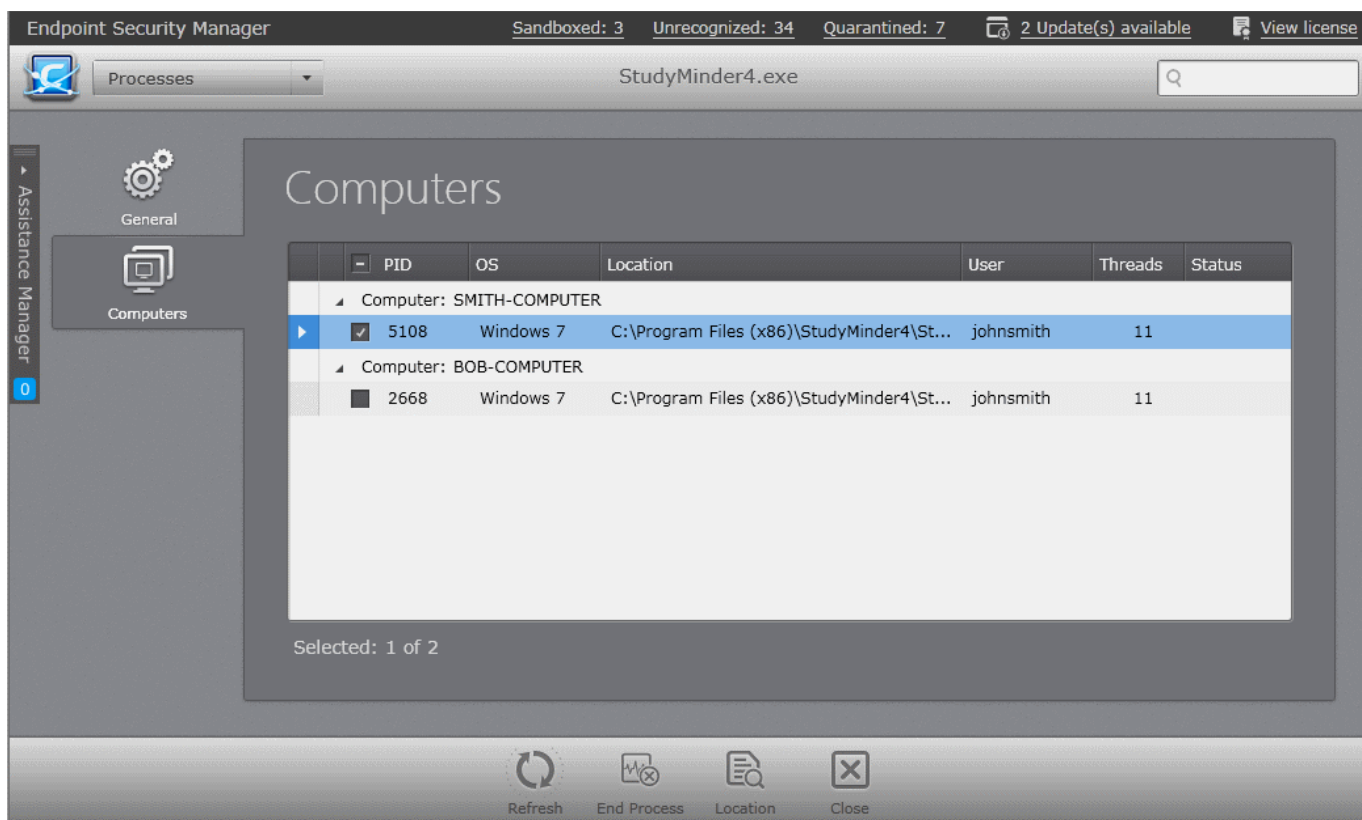 Endpoint Security Manager Sandboxed: 3 Unrecognized: 34 Quarantined: 7 2 Update(s) available View license
Processes StudyMinder4.exe
Assistance Manager
0
General
Computers
Computers
PID OS Location User Threads Status
Computer: SMITH-COMPUTER
5108 Windows 7 C:\Program Files (x86)\StudyMinder4\St... johnsmith 11
Computer: BOB-COMPUTER
2668 Windows 7 C:\Program Files (x86)\StudyMinder4\St... johnsmith 11
Selected: 1 of 2
Refresh End Process Location Close